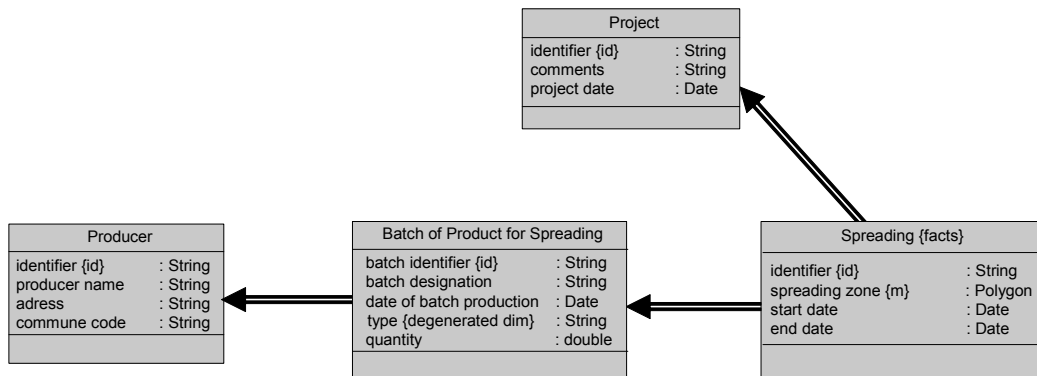 Project
identifier {id} : String
comments : String
project date : Date
Producer
identifier {id} : String
producer name : String
adress : String
commune code : String
Batch of Product for Spreading
batch identifier {id} : String
batch designation : String
date of batch production : Date
type {degenerated dim} : String
quantity : double
Spreading {facts}
identifier {id} : String
spreading zone {m} : Polygon
start date : Date
end date : Date